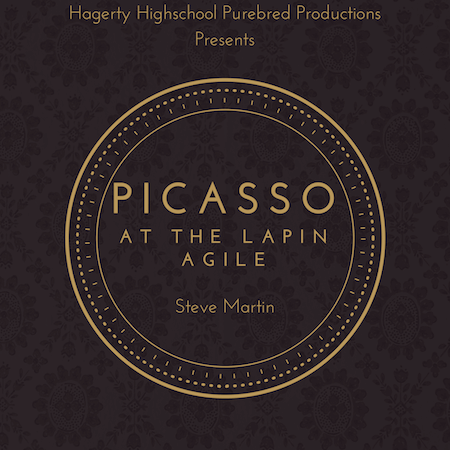 Hagerty Highschool Purebred Productions
Presents
PICASSO
AT THE LAPIN
AGILE
Steve Martin